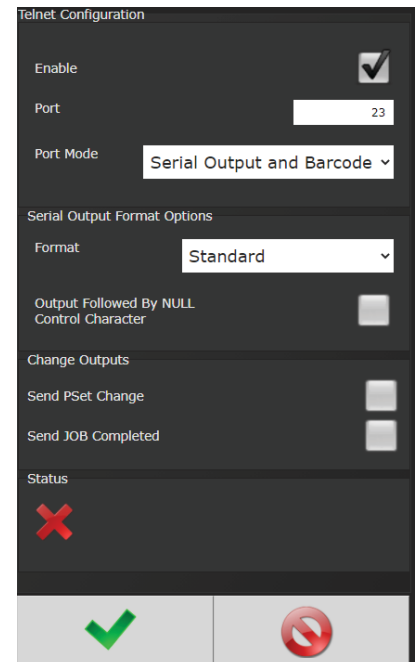 Telnet Configuration
Enable
Port
23
Port Mode
Serial Output and Barcode
Serial Output Format Options
Format
Standard
Output Followed By NULL
Control Character
Change Outputs
Send PSet Change
Send JOB Completed
Status